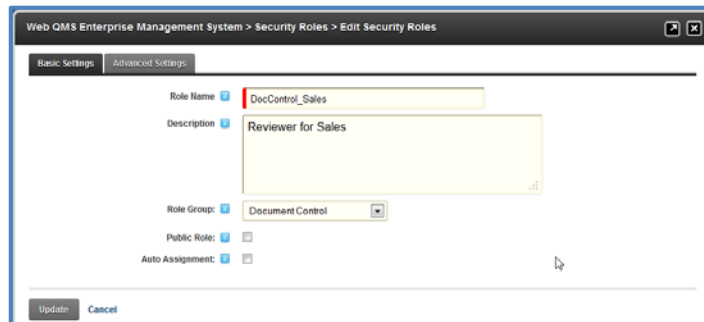 Web QMS Enterprise Management System > Security Roles > Edit Security Roles
Basic Settings Advanced Settings
Role Name DocControl_Sales
Description Reviewer for Sales
Role Group: Document Control
Public Role:
Auto Assignment:
Update Cancel